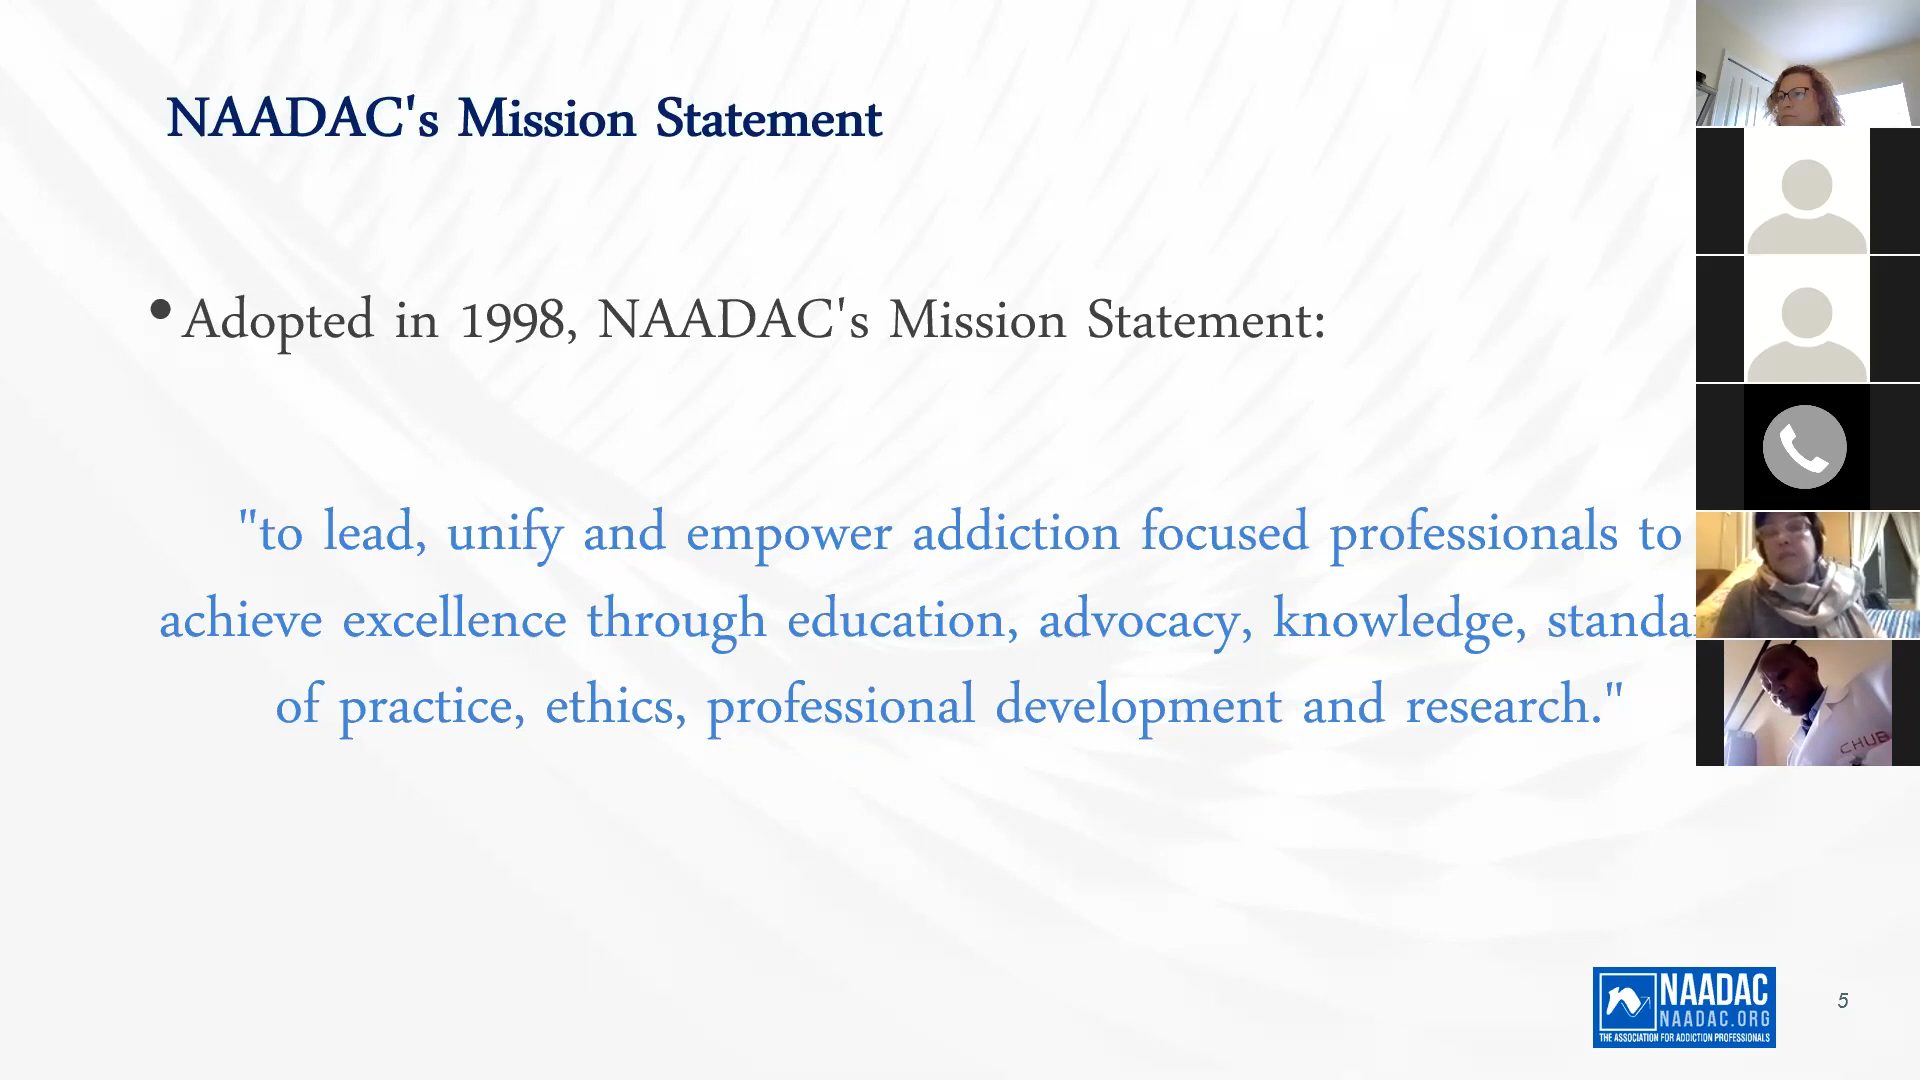 NAADAC's Mission Statement
•Adopted in 1998, NAADAC's Mission Statement:
"to lead, unify and empower addiction focused professionals to
achieve excellence through education, advocacy, knowledge,
of practice, ethics, professional development and research."
CHUB
NAADAC
NAADAC.ORG
THE ASSOCIATION FOR ADDICTION PROFESSIONALS
5